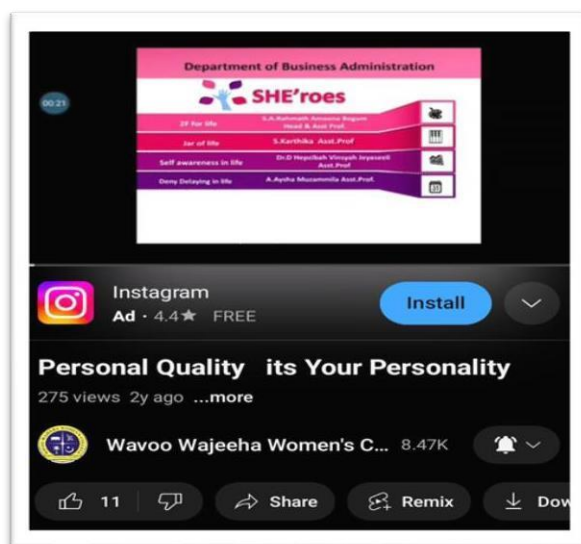 Department of Business Administration
00:21
SHE'roes
2F For life S.A.Rahmath Ameena Begam
Head & Asst Prof.
Jar of life S.Karthika Asst.Prof
Self awareness in life Dr.D Hepsibah Vinsyah Jeyaseeli
Asst.Prof
Deny Delaying in life A.Aysha Muzammila Asst.Prof.
Instagram
Install
Ad · 4.4★ FREE
Personal Quality its Your Personality
275 views 2y ago ...more
Wavoo Wajeeha Women's C... 8.47K
11 Share Remix Dow